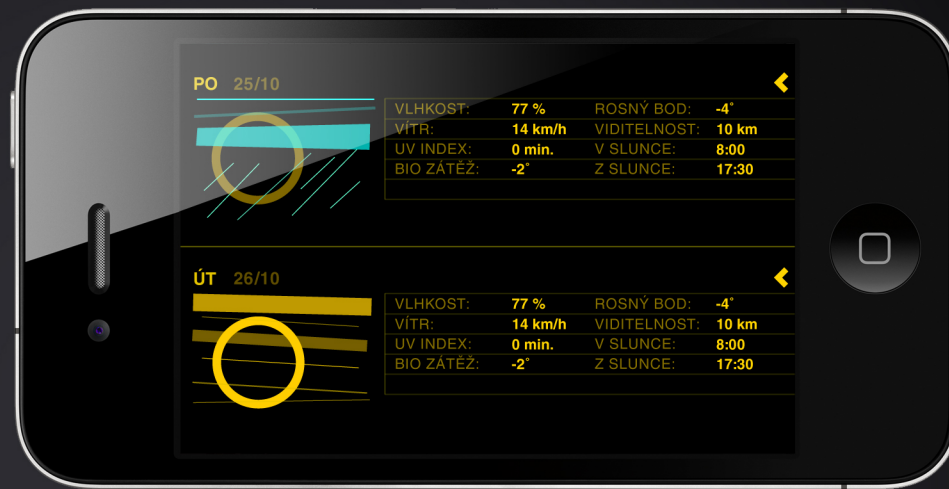 PO 25/10
VLHKOST: 77 % ROSNÝ BOD: -4°
VÍTR: 14 km/h VIDITELNOST: 10 km
UV INDEX: 0 min. V SLUNCE: 8:00
BIO ZÁTĚŽ: -2° Z SLUNCE: 17:30
ÚT 26/10
VLHKOST: 77 % ROSNÝ BOD: -4°
VÍTR: 14 km/h VIDITELNOST: 10 km
UV INDEX: 0 min. V SLUNCE: 8:00
BIO ZÁTĚŽ: -2° Z SLUNCE: 17:30